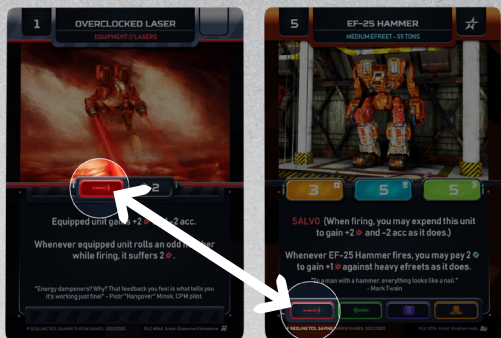 1
OVERCLOCKED LASER
EQUIPMENT//LASERS
-2
Equipped unit gains +2 -2 acc.
Whenever equipped unit rolls an odd number
while firing, it suffers 2 .
"Energy dampeners? Why? That feedback you feel is what tells you
it's working just fine" - Piotr "Hangover" Minsk, CPM pilot.
5
EF-25 HAMMER
MEDIUM EFREET - 55 TONS
3
5
5
SALVO (When firing, you may expend this unit
to gain +2 and -2 acc as it does.)
Whenever EF-25 Hammer fires, you may pay 2
to gain +1 against heavy efreets as it does.
"To a man with a hammer, everything looks like a nail."
- Mark Twain